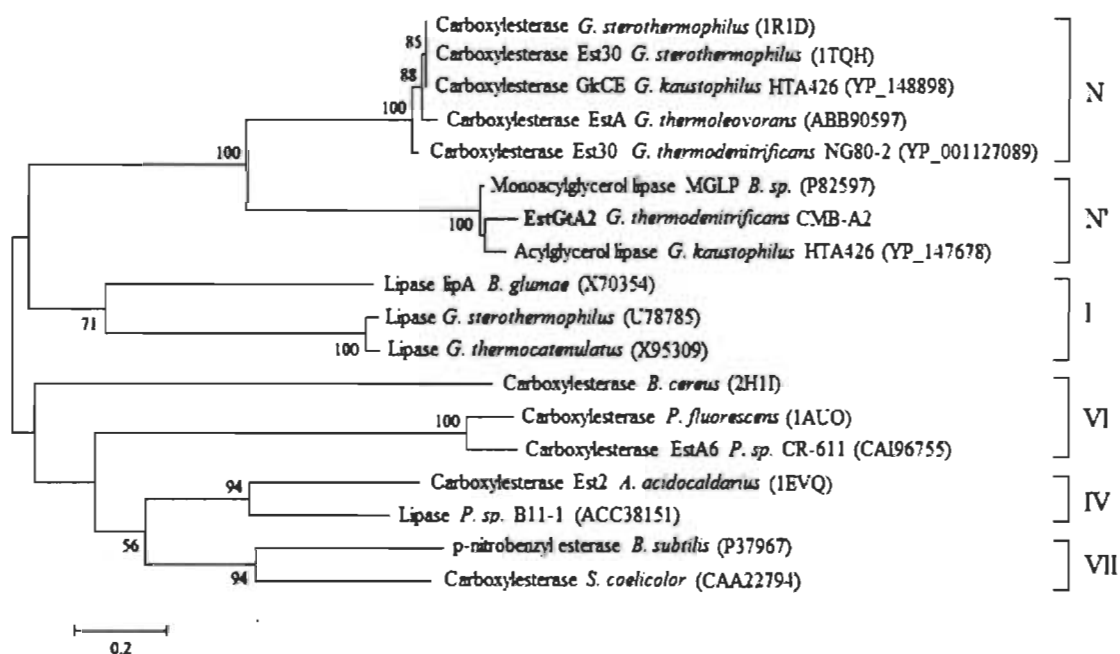 Carboxylesterase G. sterothermophilus (1R1D)
85
Carboxylesterase Est30 G. sterothermophilus (1TQH)
88
Carboxylesterase GkCE G. kaustophilus HTA426 (YP_148898)
N
100
Carboxylesterase EstA G. thermoleovorans (ABB90597)
100
Carboxylesterase Est30 G. thermodenitrificans NG80-2 (YP_001127089)
Monoacylglycerol lipase MGLP B. sp. (P82597)
100
EstGtA2 G. thermodenitrificans CMB-A2
N'
Acylglycerol lipase G. kaustophilus HTA426 (YP_147678)
Lipase lipA B. glumae (X70354)
71
Lipase G. sterothermophilus (U78785)
I
100
Lipase G. thermocatenulatus (X95309)
Carboxylesterase B. cereus (2H1I)
100
Carboxylesterase P. fluorescens (1AUO)
VI
Carboxylesterase EstA6 P. sp. CR-611 (CAI96755)
94
Carboxylesterase Est2 A. acidocaldarius (1EVQ)
IV
Lipase P. sp. B11-1 (ACC38151)
56
p-nitrobenzyl esterase B. subtilis (P37967)
VII
94
Carboxylesterase S. coelicolor (CAA22794)
0.2